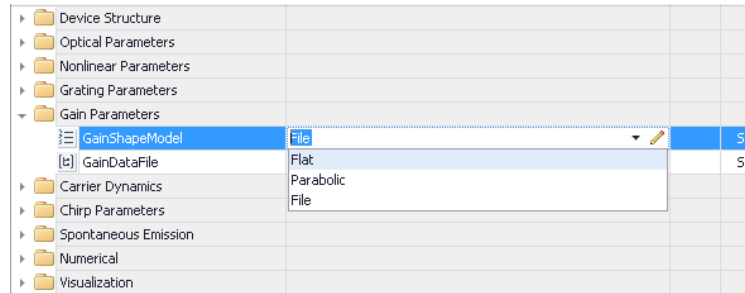 Device Structure
Optical Parameters
Nonlinear Parameters
Grating Parameters
Gain Parameters
GainShapeModel File S
GainDataFile Flat S
Parabolic
Carrier Dynamics
File
Chirp Parameters
Spontaneous Emission
Numerical
Visualization